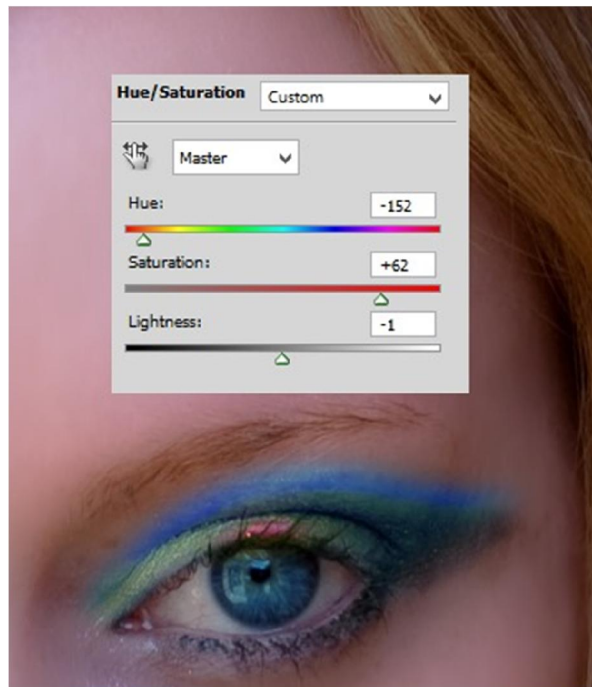 Hue/Saturation Custom
Master
Hue: -152
Saturation: +62
Lightness: -1